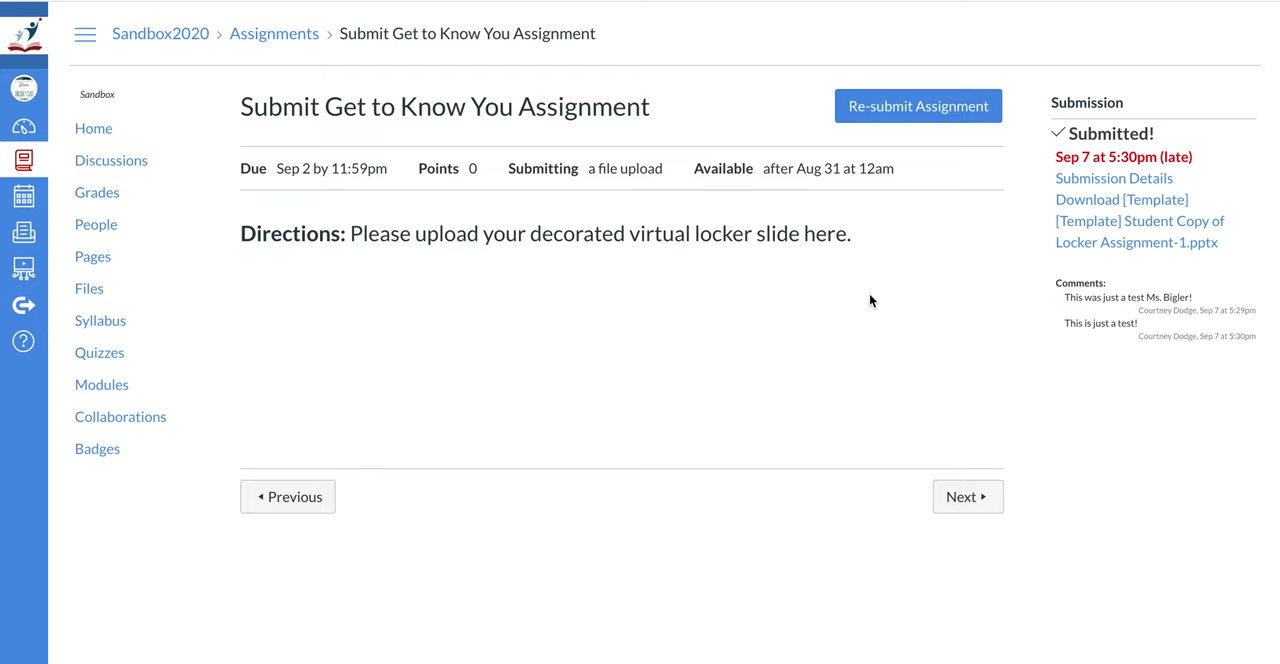 Sandbox2020 › Assignments › Submit Get to Know You Assignment
Sandbox
Home
Discussions
Grades
People
Pages
Files
Syllabus
Quizzes
Modules
Collaborations
Badges
Submit Get to Know You Assignment
Re-submit Assignment
Due Sep 2 by 11:59pm Points 0 Submitting a file upload Available after Aug 31 at 12am
Directions: Please upload your decorated virtual locker slide here.
Previous
Next
Submission
Submitted!
Sep 7 at 5:30pm (late)
Submission Details
Download [Template]
[Template] Student Copy of
Locker Assignment-1.pptx
Comments:
This was just a test Ms. Bigler!
Courtney Dodge, Sep 7 at 5:29pm
This is just a test!
Courtney Dodge, Sep 7 at 5:30pm